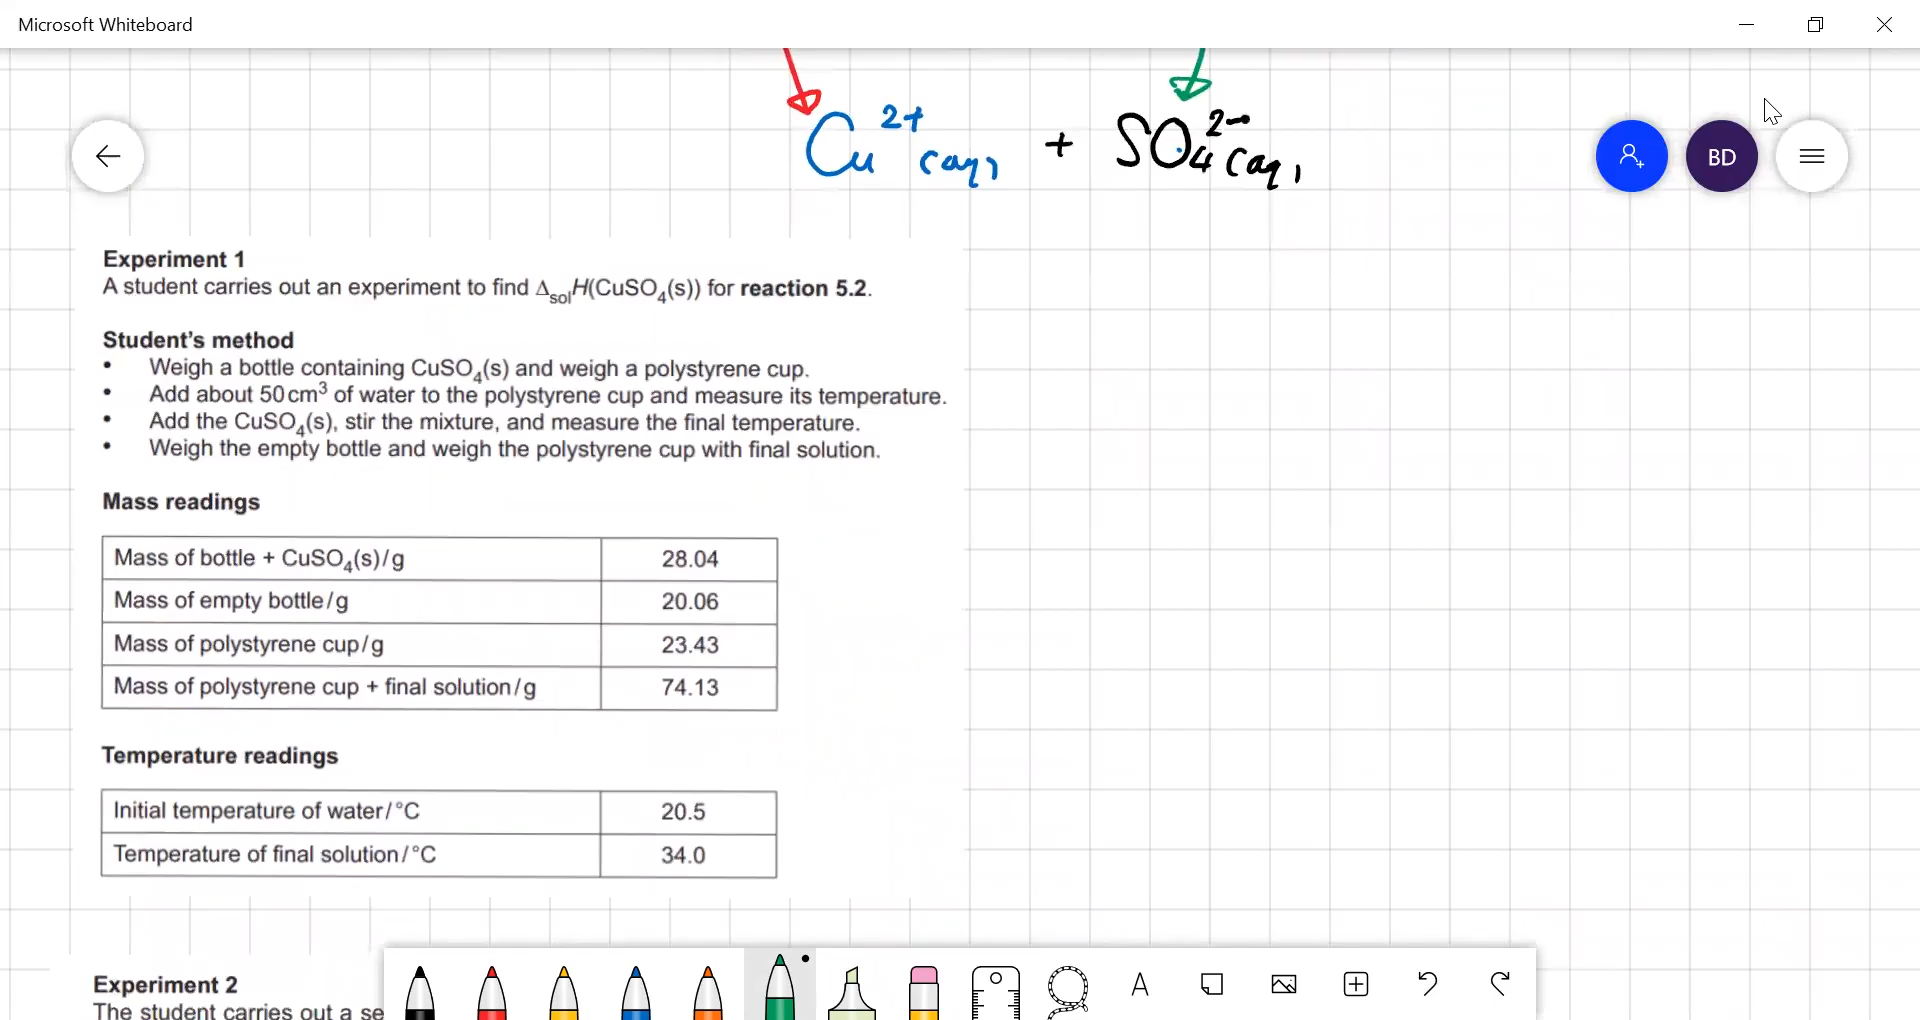 Microsoft Whiteboard
Cu2+(aq) + SO42-(aq)
BD
Experiment 1
A student carries out an experiment to find ΔsolH(CuSO4(s)) for reaction 5.2.
Student's method
• Weigh a bottle containing CuSO4(s) and weigh a polystyrene cup.
• Add about 50 cm3 of water to the polystyrene cup and measure its temperature.
• Add the CuSO4(s), stir the mixture, and measure the final temperature.
• Weigh the empty bottle and weigh the polystyrene cup with final solution.
Mass readings
Mass of bottle + CuSO4(s)/g 28.04
Mass of empty bottle/g 20.06
Mass of polystyrene cup/g 23.43
Mass of polystyrene cup + final solution/g 74.13
Temperature readings
Initial temperature of water/°C 20.5
Temperature of final solution/°C 34.0
Experiment 2
The student carries out a se
A